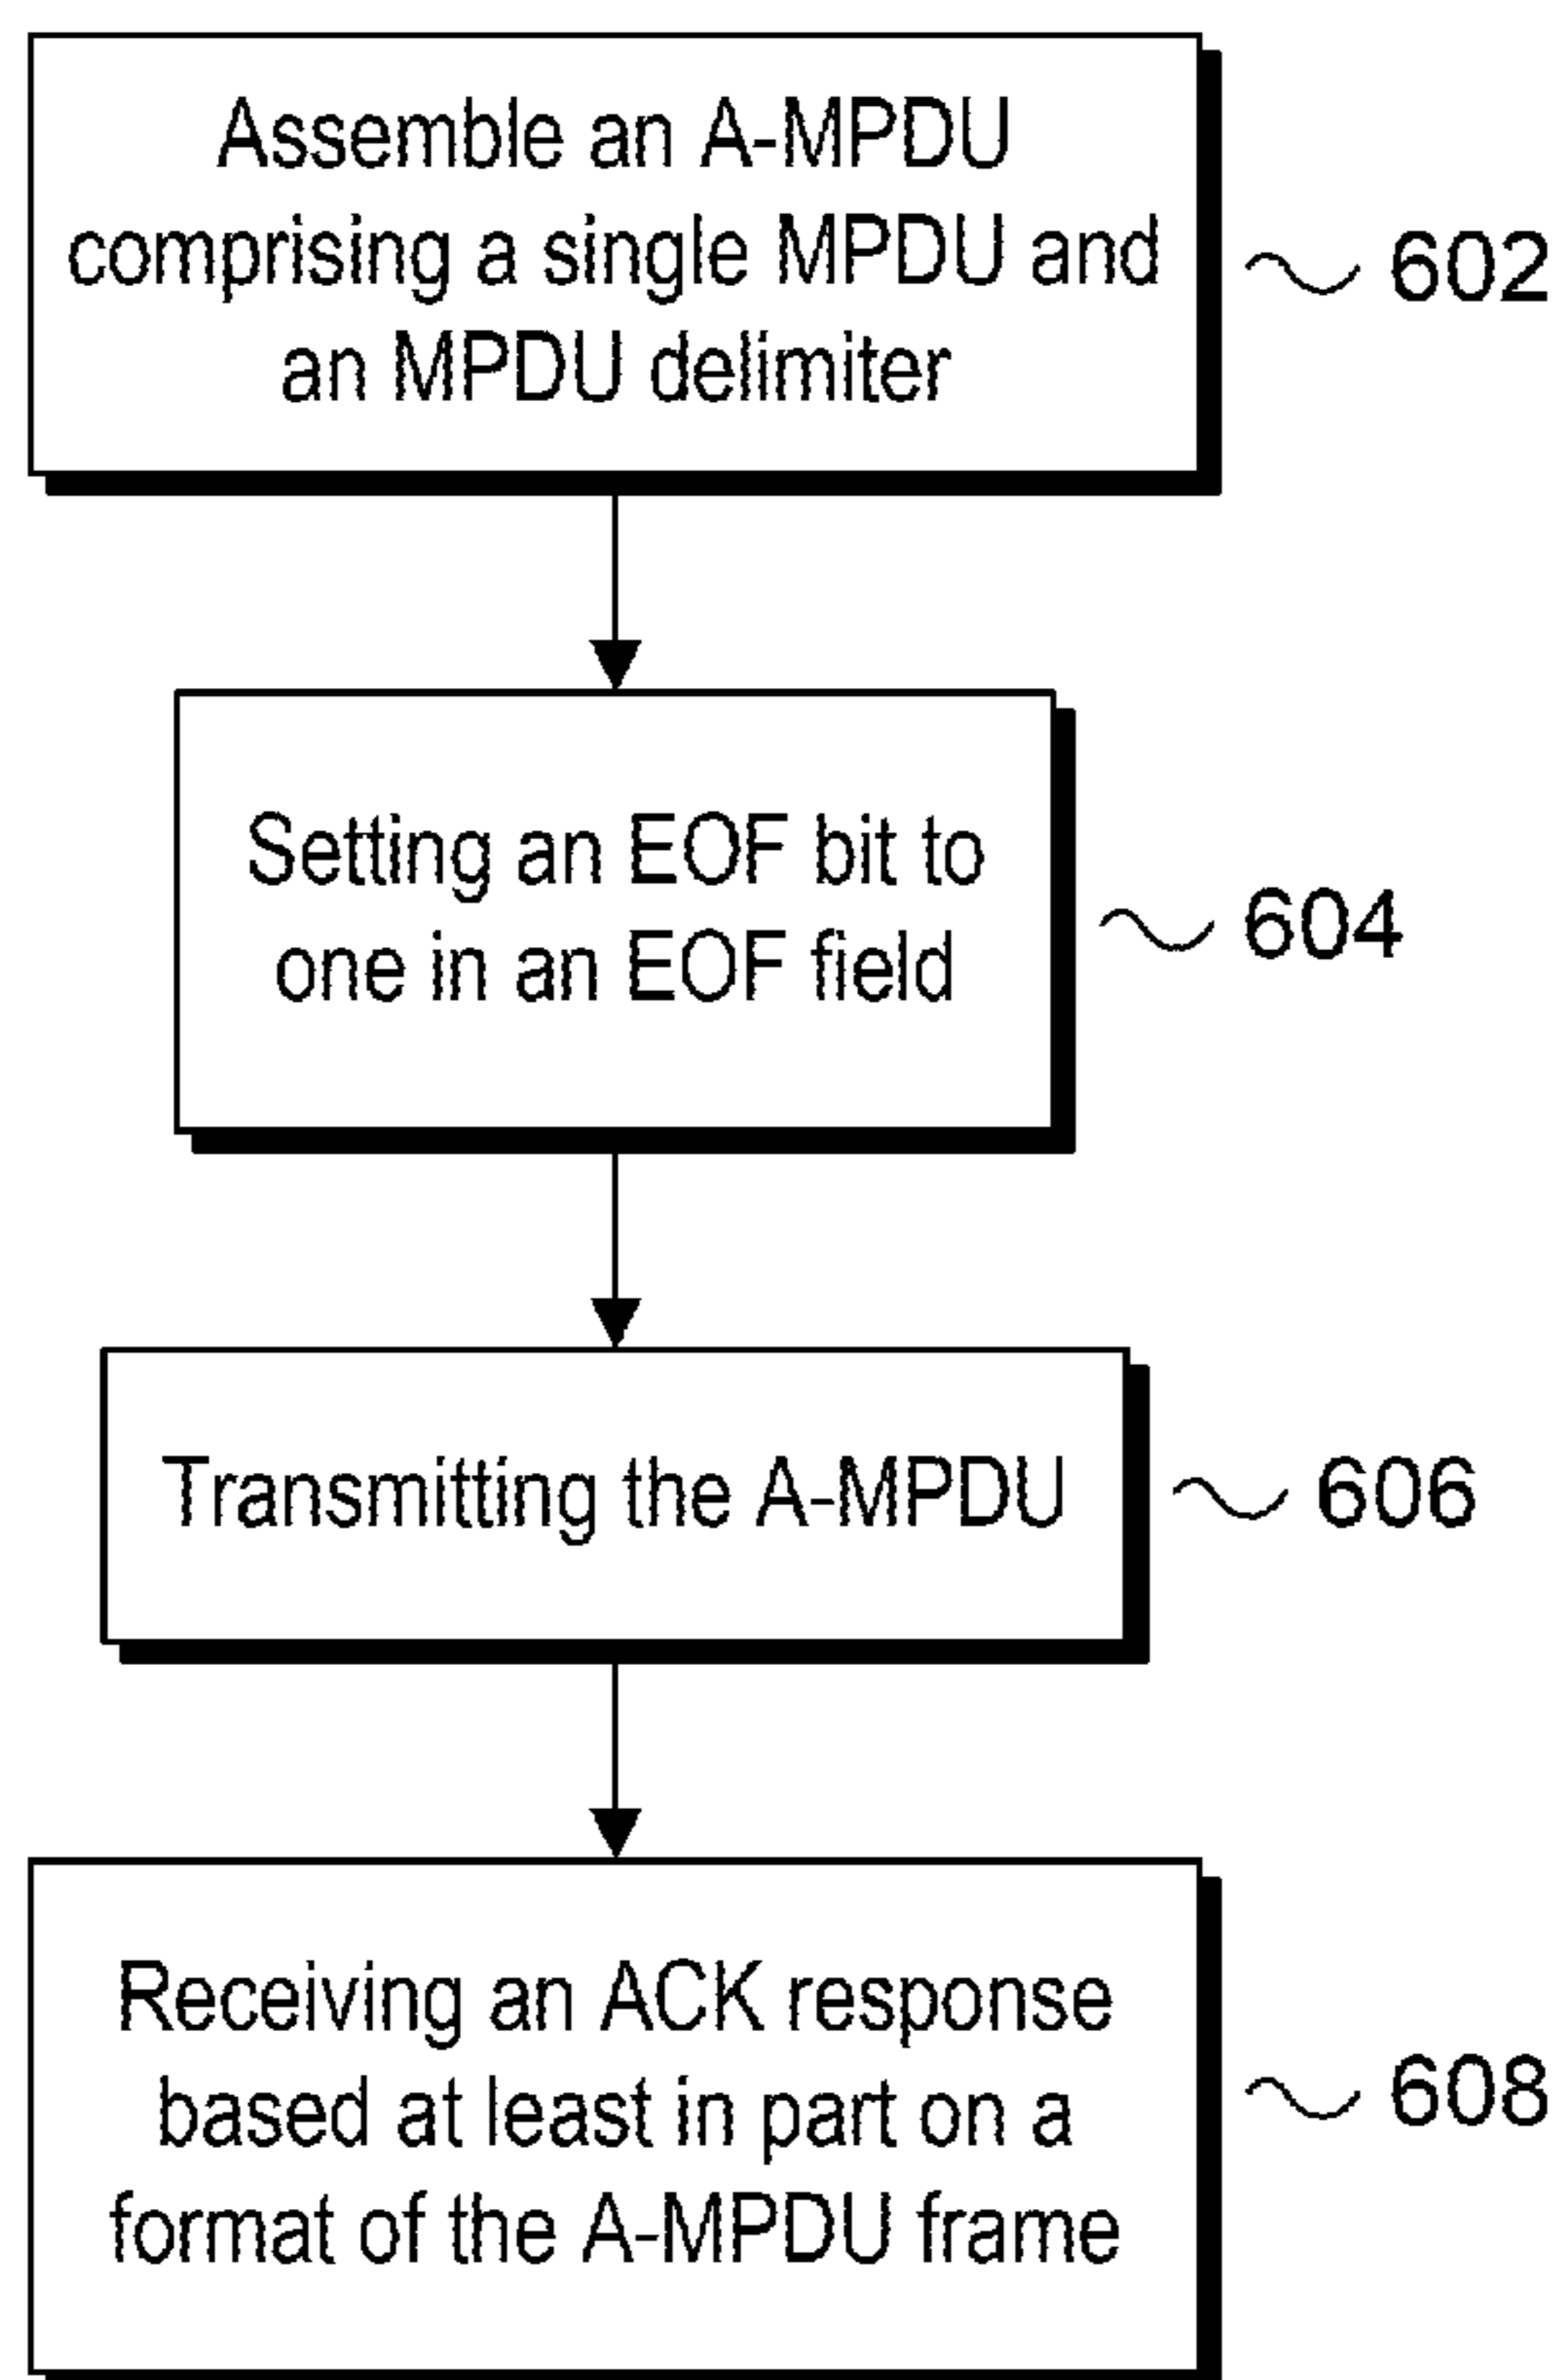 Assemble an A-MPDU
comprising a single MPDU and
an MPDU delimiter
602
Setting an EOF bit to
one in an EOF field
604
Transmitting the A-MPDU
606
Receiving an ACK response
based at least in part on a
format of the A-MPDU frame
608